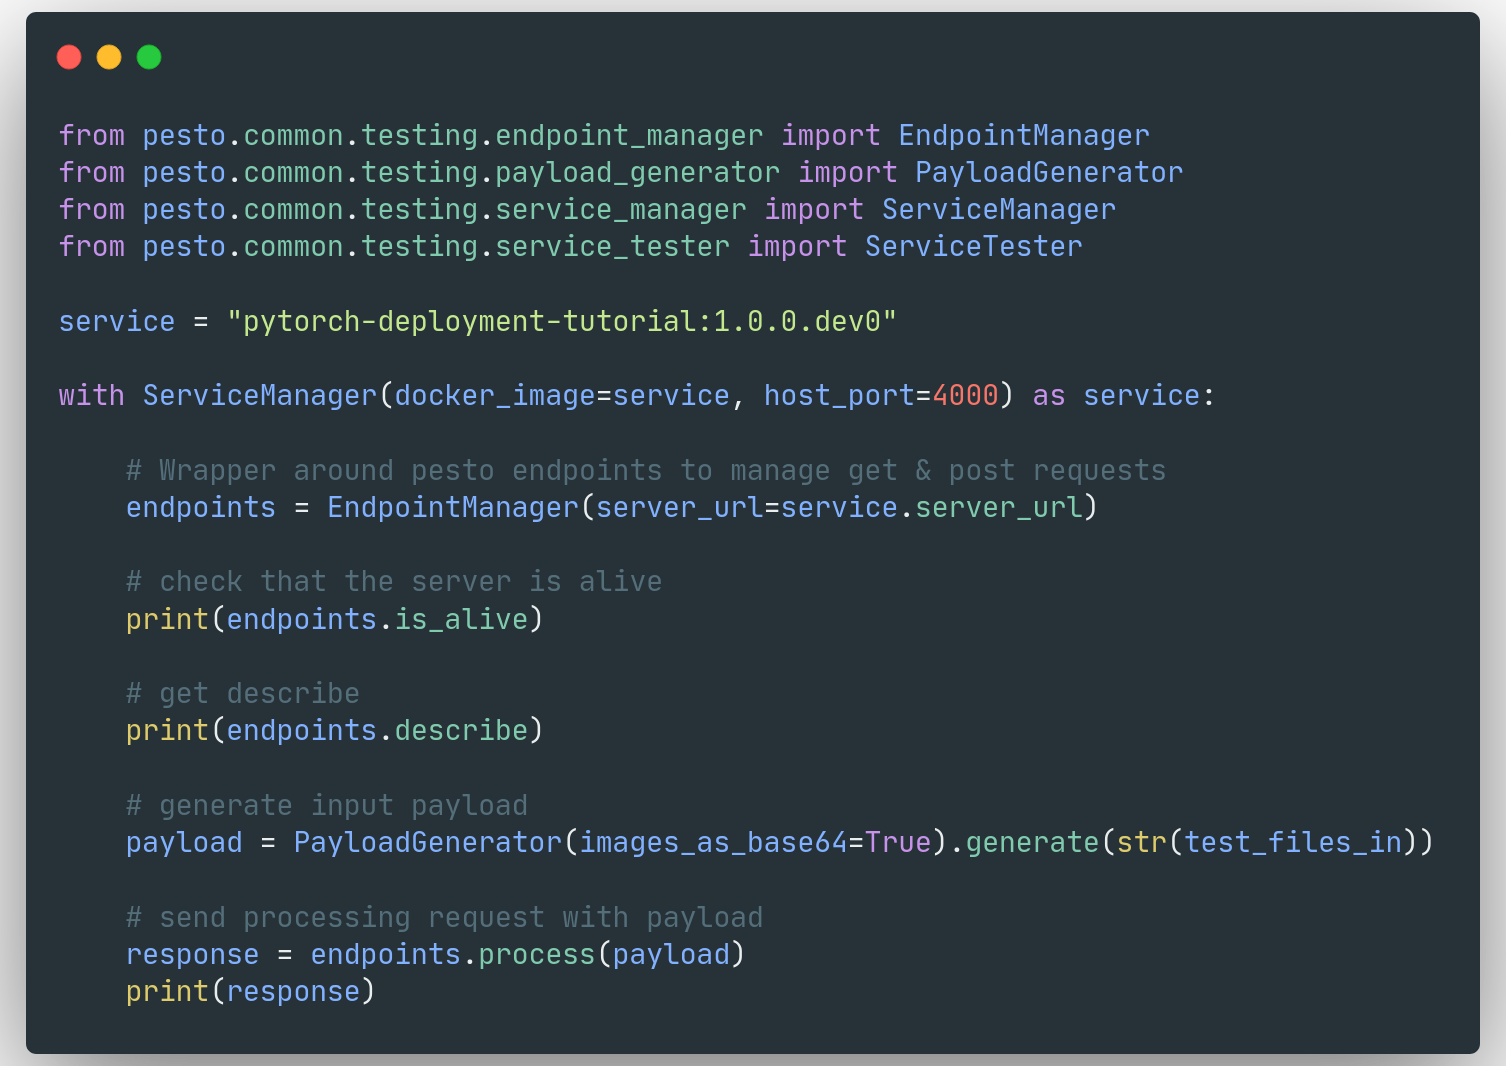 from pesto.common.testing.endpoint_manager import EndpointManager
from pesto.common.testing.payload_generator import PayloadGenerator
from pesto.common.testing.service_manager import ServiceManager
from pesto.common.testing.service_tester import ServiceTester
service = "pytorch-deployment-tutorial:1.0.0.dev0"
with ServiceManager(docker_image=service, host_port=4000) as service:
# Wrapper around pesto endpoints to manage get & post requests
endpoints = EndpointManager(server_url=service.server_url)
# check that the server is alive
print(endpoints.is_alive)
# get describe
print(endpoints.describe)
# generate input payload
payload = PayloadGenerator(images_as_base64=True).generate(str(test_files_in))
# send processing request with payload
response = endpoints.process(payload)
print(response)